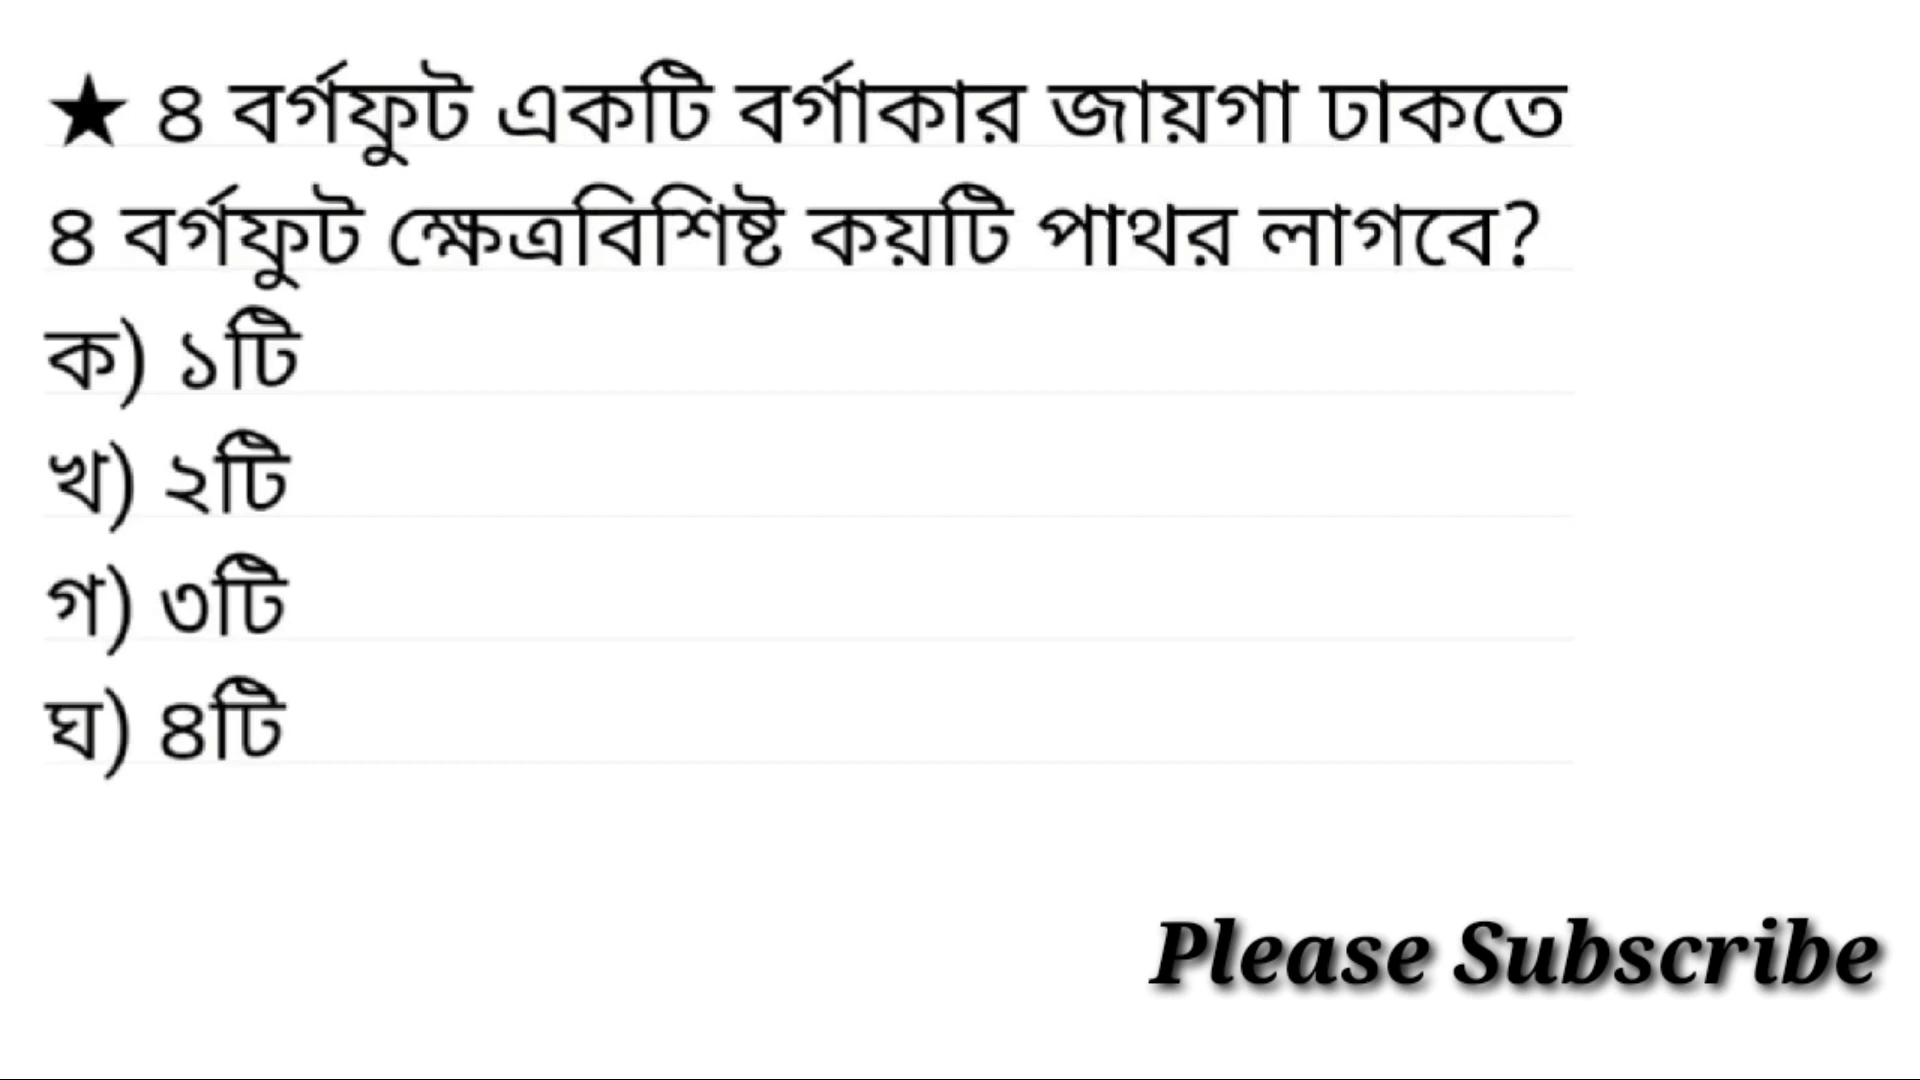 ★ ৪ বর্গফুট একটি বর্গাকার জায়গা ঢাকতে
৪ বর্গফুট ক্ষেত্রবিশিষ্ট কয়টি পাথর লাগবে?
ক) ১টি
খ) ২টি
গ) ৩টি
ঘ) ৪টি
Please Subscribe